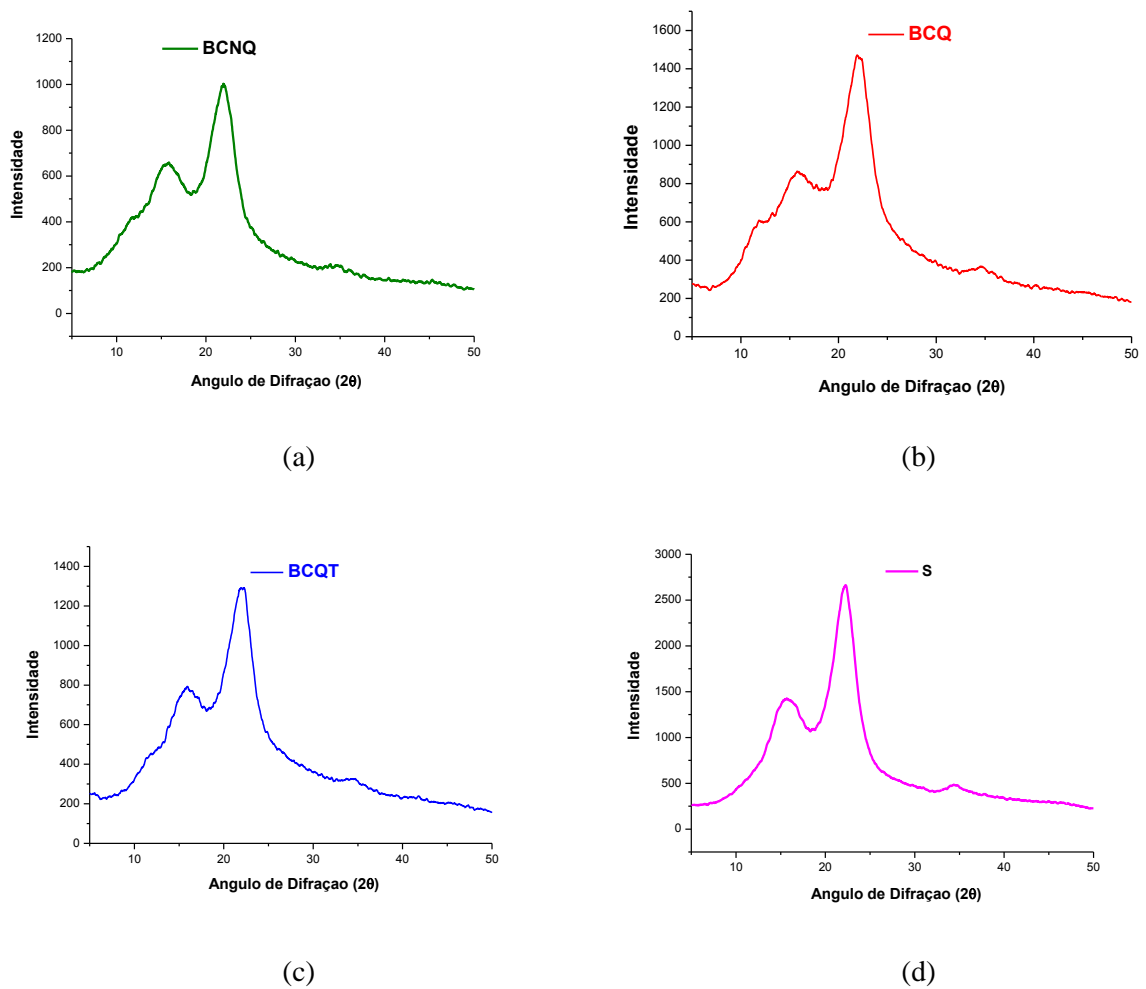 BCNQ
1200
1000
800
600
400
200
0
Intensidade
10 20 30 40 50
Angulo de Difraçao (2θ)
(a)
BCQ
1600
1400
1200
1000
800
600
400
200
0
Intensidade
10 20 30 40 50
Angulo de Difraçao (2θ)
(b)
BCQT
1400
1200
1000
800
600
400
200
0
Intensidade
10 20 30 40 50
Angulo de Difraçao (2θ)
(c)
S
3000
2500
2000
1500
1000
500
0
Intensidade
10 20 30 40 50
Angulo de Difraçao (2θ)
(d)